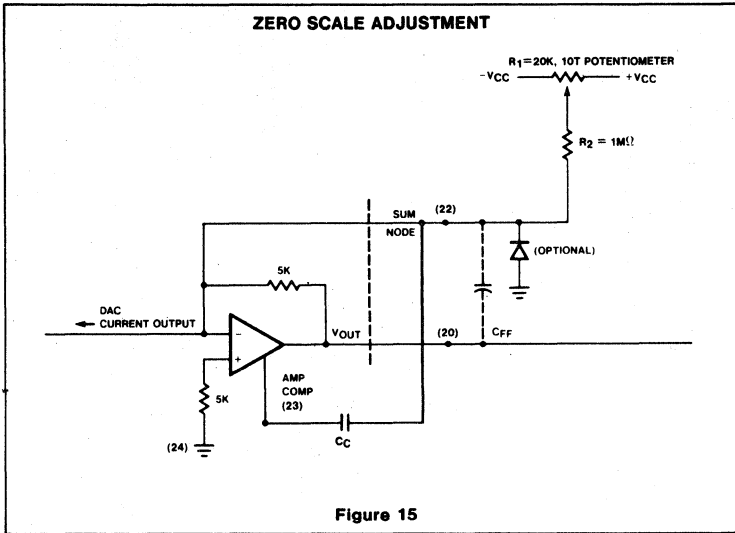 ZERO SCALE ADJUSTMENT
R1=20K, 10T POTENTIOMETER
-VCC
+VCC
R2 = 1MΩ
SUM
NODE
(22)
(OPTIONAL)
5K
DAC
CURRENT OUTPUT
VOUT
(20)
CFF
-
+
AMP
COMP
(23)
5K
CC
(24)
Figure 15